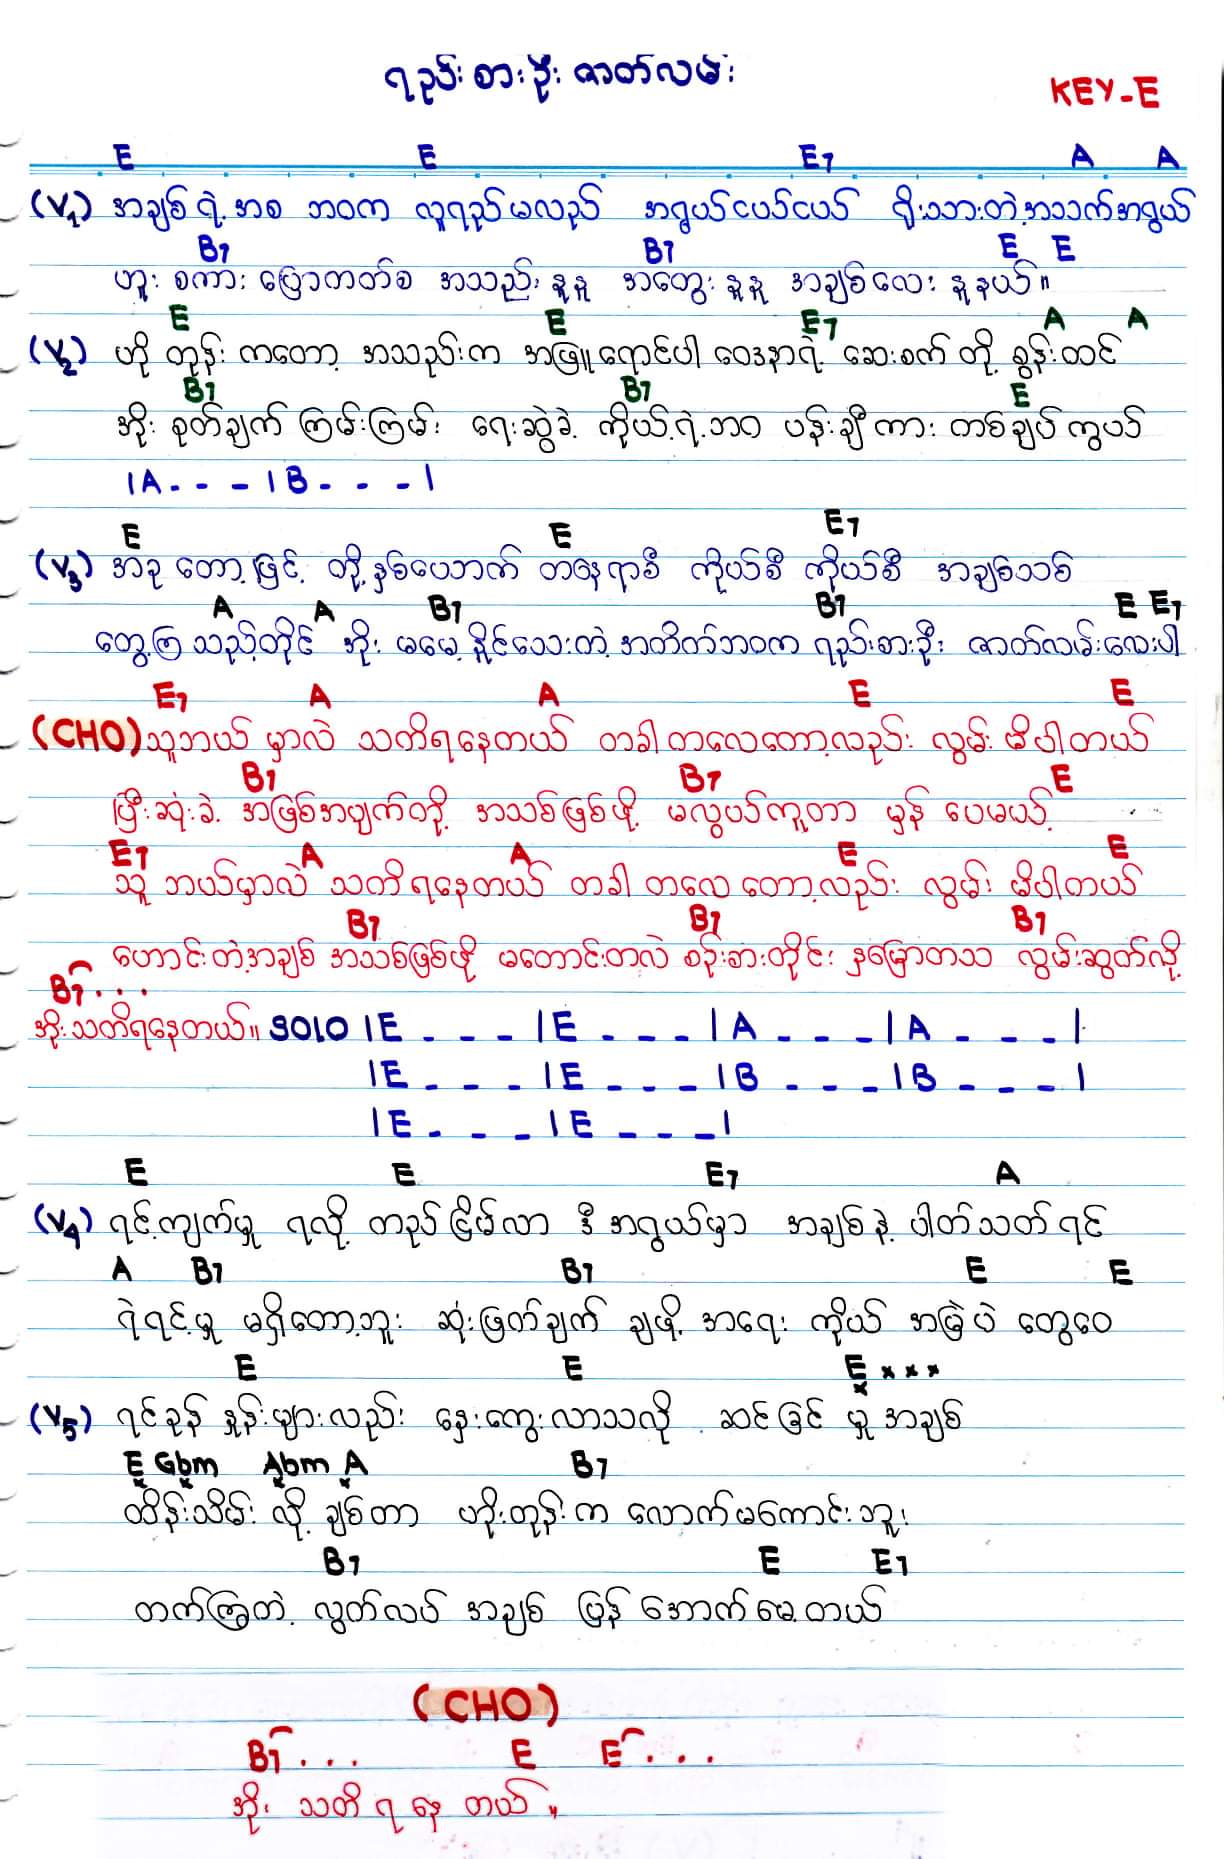 ရည်းစားဦး ဇာတ်လမ်း
KEY-E
E E E7 A A
(V1) အချစ်ရဲ့အစ ဘဝက လူရည်မလည် အရွယ်ငယ်ငယ် ရိုးသားတဲ့အသက်အရွယ်
B7 B7 E E
ဟူး စကား ပြောတတ်စ အသည်းနုနု အတွေးနုနု အချစ်လေး နုနယ်။
E E E7 A A
(V2) ဟို တုန်း ကတော့ အသည်းက အဖြူရောင်ပါ ဝေဒနာရဲ့ ဆေးစက် တို့ စွန်းထင်
B7 B7 E
အိုး ခုတ်ချက် ကြမ်းကြမ်း ရေးဆွဲခဲ့ ကိုယ့်ရဲ့ဘဝ ပန်းချီကား တစ်ချပ်ကွယ်
| A - - - | B - - - |
E E E7
(V3) အခု တော့ဖြင့် တို့နှစ်ယောက် တနေရာစီ ကိုယ်စီ ကိုယ်စီ အချစ်သစ်
A A B7 B7 E E7
တွေ့ကြ သည့်တိုင် အိုး မမေ့နိုင်သေးတဲ့အတိတ်ဘဝက ရည်းစားဦး ဇာတ်လမ်းလေးပါ
E7 A A E E
(CHO) သူဘယ် မှာလဲ သတိရနေတယ် တခါ တလေတော့လည်း လွမ်း မိပါတယ်
B7 B7 E
ပြီးဆုံးခဲ့ အဖြစ်အပျက်တို့ အသစ်ဖြစ်ဖို့ မလွယ်ကူတာ မှန် ပေမယ့်
E7 A A E E
သူ ဘယ်မှာလဲ သတိရနေတယ် တခါ တလေ တော့လည်း လွမ်း မိပါတယ်
B7 B7 B7
ဟောင်းတဲ့အချစ် အသစ်ဖြစ်ဖို့ မတောင်းတလဲ စဉ်းစားတိုင်း နှမြောတသ လွမ်းဆွတ်လို့
B7 . . .
အိုးသတိရနေတယ်။ SOLO | E - - - | E - - - | A - - - | A - - - |
| E - - - | E - - - | B - - - | B - - - |
| E - - - | E - - - |
E E E7 A
(V4) ရင့်ကျက်မှု ရလို့ တည်ငြိမ်လာ ဒီအရွယ်မှာ အချစ်နဲ့ ပါတ်သတ်ရင်
A B7 B7 E E
ရဲရင့်မှု မရှိတော့ဘူး ဆုံးဖြတ်ချက် ချဖို့ အရေး ကိုယ် အမြဲပဲ တွေဝေ
E E E x x x
(V5) ရင်ခုန် နှုန်းများလည်း နှေးကွေးလာသလို ဆင်ခြင် မှု အချစ်
E Gbm Abm A B7
ထိန်းသိမ်း လို့ ချစ်တာ ဟိုးတုန်းက လောက်မကောင်းဘူး
B7 E E7
တက်ကြွတဲ့ လွတ်လပ် အချစ် ပြန် အောက်မေ့တယ်
(CHO)
B7 . . . E E . . .
အိုး သတိ ရ နေ တယ် ။